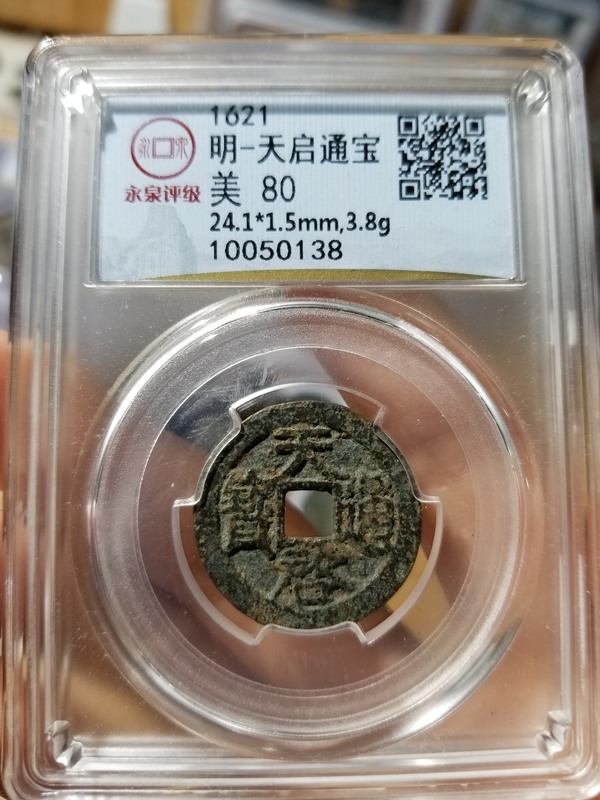 1621
明-天启通宝
美 80
24.1*1.5mm,3.8g
10050138
永泉评级
天
啓
通
寶